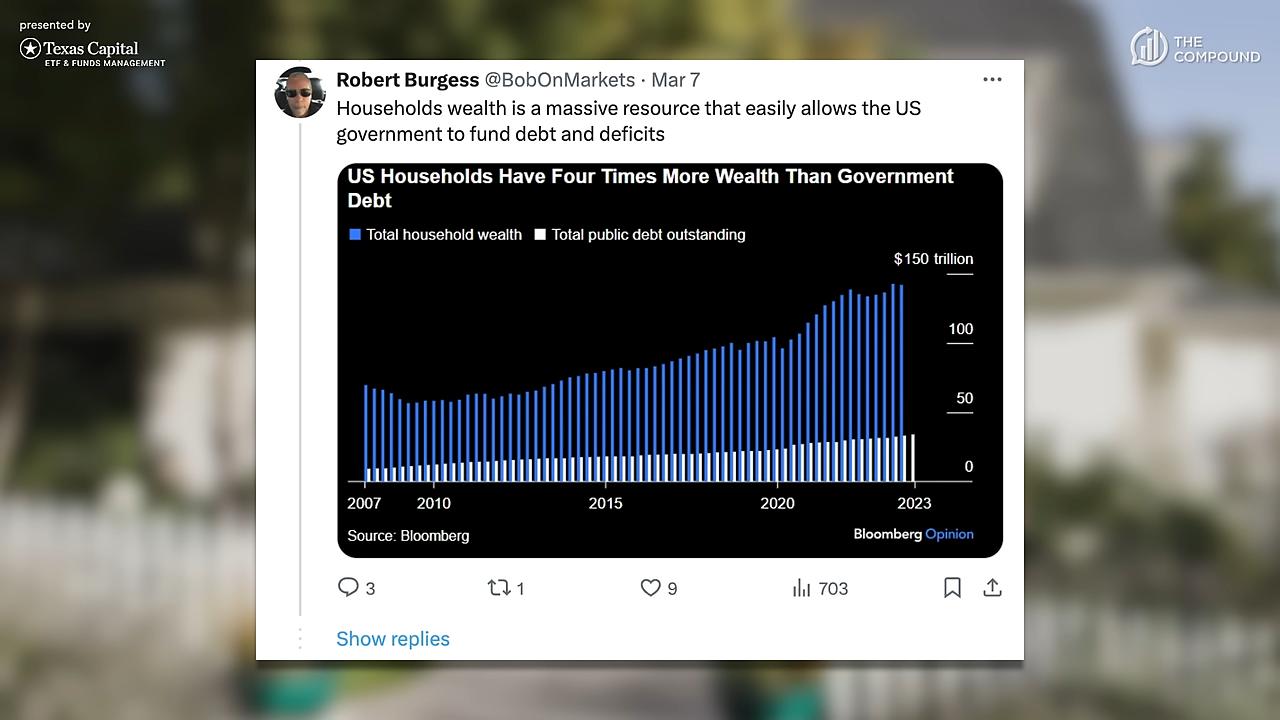 presented by
Texas Capital
ETF & FUNDS MANAGEMENT
THE
COMPOUND
Robert Burgess @BobOnMarkets · Mar 7
Households wealth is a massive resource that easily allows the US
government to fund debt and deficits
US Households Have Four Times More Wealth Than Government
Debt
Total household wealth Total public debt outstanding
$150 trillion
100
50
0
2007 2010 2015 2020 2023
Source: Bloomberg Bloomberg Opinion
3 1 9 703
Show replies